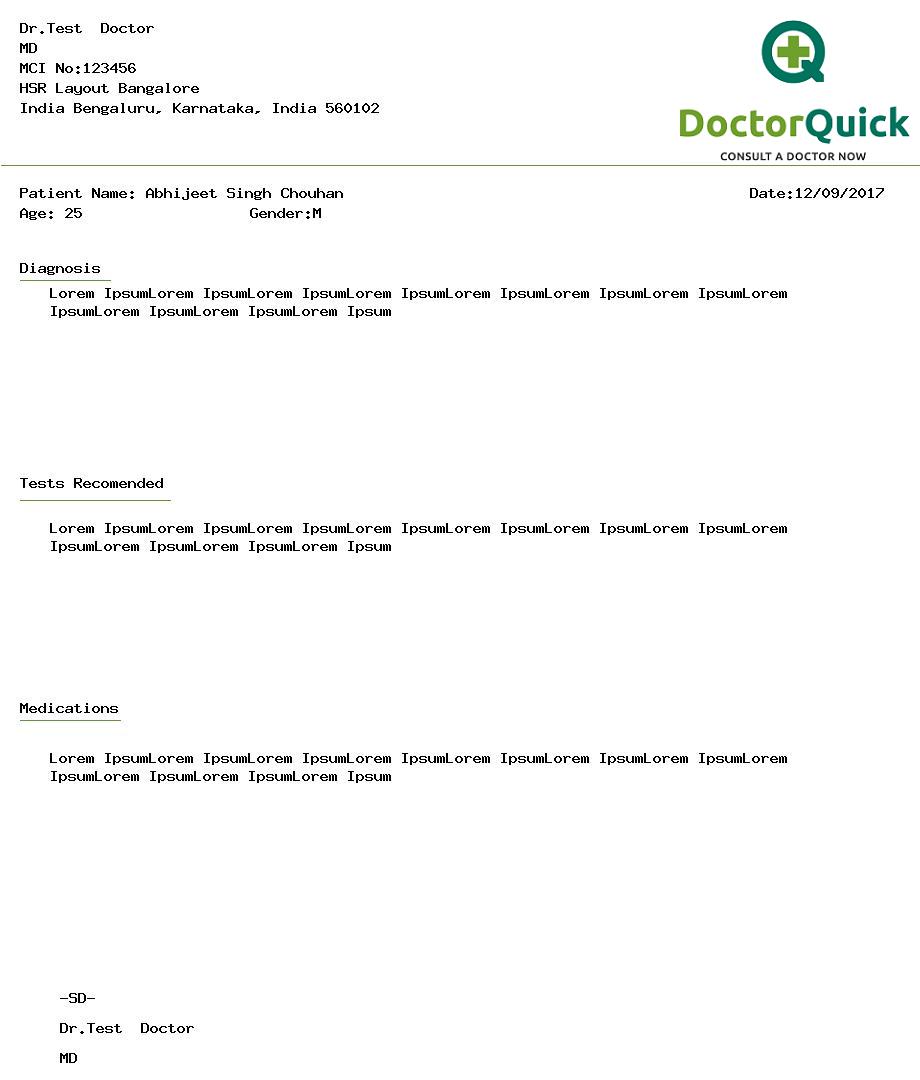 Dr.Test  Doctor
MD
MCI No:123456
HSR Layout Bangalore
India Bengaluru, Karnataka, India 560102
DoctorQuick
CONSULT A DOCTOR NOW
Patient Name: Abhijeet Singh Chouhan Date:12/09/2017
Age: 25 Gender:M
Diagnosis
Lorem IpsumLorem IpsumLorem IpsumLorem IpsumLorem IpsumLorem IpsumLorem IpsumLorem
IpsumLorem IpsumLorem IpsumLorem Ipsum
Tests Recomended
Lorem IpsumLorem IpsumLorem IpsumLorem IpsumLorem IpsumLorem IpsumLorem IpsumLorem
IpsumLorem IpsumLorem IpsumLorem Ipsum
Medications
Lorem IpsumLorem IpsumLorem IpsumLorem IpsumLorem IpsumLorem IpsumLorem IpsumLorem
IpsumLorem IpsumLorem IpsumLorem Ipsum
-SD-
Dr.Test  Doctor
MD